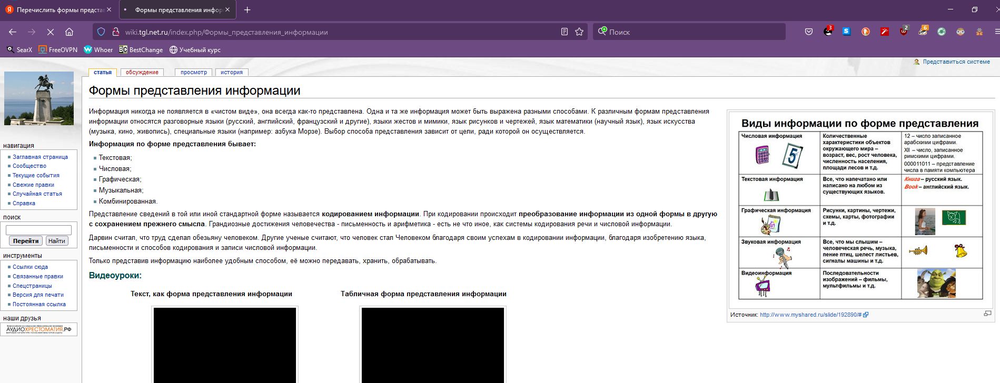 Перечислить формы представ
Формы представления инфор
wiki.tgl.net.ru/index.php/Формы_представления_информации
Поиск
3
2
6
SearX
FreeOVPN
Whoer
BestChange
Учебный курс
Представиться системе
статья
обсуждение
просмотр
история
Формы представления информации
Информация никогда не появляется в «чистом виде», она всегда как-то представлена. Одна и та же информация может быть выражена разными способами. К различным формам представления
информации относятся разговорные языки (русский, английский, французский и другие), языки жестов и мимики, язык рисунков и чертежей, язык математики (научный язык), язык искусства
(музыка, кино, живопись), специальные языки (например: азбука Морзе). Выбор способа представления зависит от цели, ради которой он осуществляется.
Информация по форме представления бывает:
Текстовая;
Числовая;
Графическая;
Музыкальная;
Комбинированная.
Представление сведений в той или иной стандартной форме называется кодированием информации. При кодировании происходит преобразование информации из одной формы в другую
с сохранением прежнего смысла. Грандиозные достижения человечества - письменность и арифметика - есть не что иное, как системы кодирования речи и числовой информации.
Дарвин считал, что труд сделал обезьяну человеком. Другие ученые считают, что человек стал Человеком благодаря своим успехам в кодировании информации, благодаря изобретению языка,
письменности и способов кодирования и записи числовой информации.
Только представив информацию наиболее удобным способом, её можно передавать, хранить, обрабатывать.
Видеоуроки:
Текст, как форма представления информации
Табличная форма представления информации
навигация
Заглавная страница
Сообщество
Текущие события
Свежие правки
Случайная статья
Справка
поиск
Перейти
Найти
инструменты
Ссылки сюда
Связанные правки
Спецстраницы
Версия для печати
Постоянная ссылка
наши друзья
АУДИОХРЕСТОМАТИЯ.РФ
МИРОВАЯ ЛИТЕРАТУРА ГОЛОСАМИ МАСТЕРОВ СЦЕНЫ
Виды информации по форме представления
Числовая информация
5
Количественные
характеристики объектов
окружающего мира –
возраст, вес, рост человека,
численность населения,
площади лесов и т.д.
12 – число записанное
арабскими цифрами.
XII – число, записанное
римскими цифрами.
000011011 – представление
числа в памяти компьютера
Текстовая информация
Все, что напечатано или
написано на любом из
существующих языков.
Книга – русский язык.
Book – английский язык.
Графическая информация
Рисунки, картины, чертежи,
схемы, карты, фотографии
и т.д.
Звуковая информация
Все, что мы слышим –
человеческая речь, музыка,
пение птиц, шелест листьев,
сигналы машины и т.д.
Видеоинформация
Последовательности
изображений – фильмы,
мультфильмы и т.д.
Источник: http://www.myshared.ru/slide/192890/#